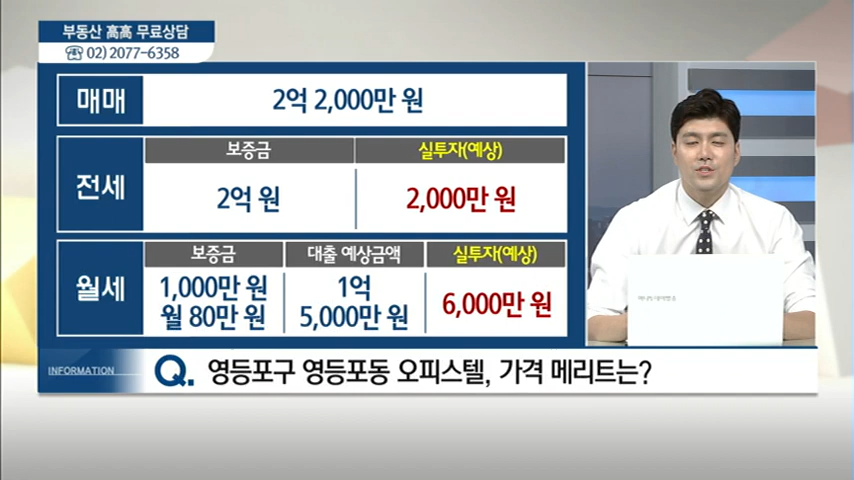 부동산 高高 무료상담
☎ 02) 2077-6358
매매
2억 2,000만 원
전세
보증금
실투자(예상)
2억 원
2,000만 원
월세
보증금
대출 예상금액
실투자(예상)
1,000만 원
월 80만 원
1억
5,000만 원
6,000만 원
INFORMATION
Q. 영등포구 영등포동 오피스텔, 가격 메리트는?